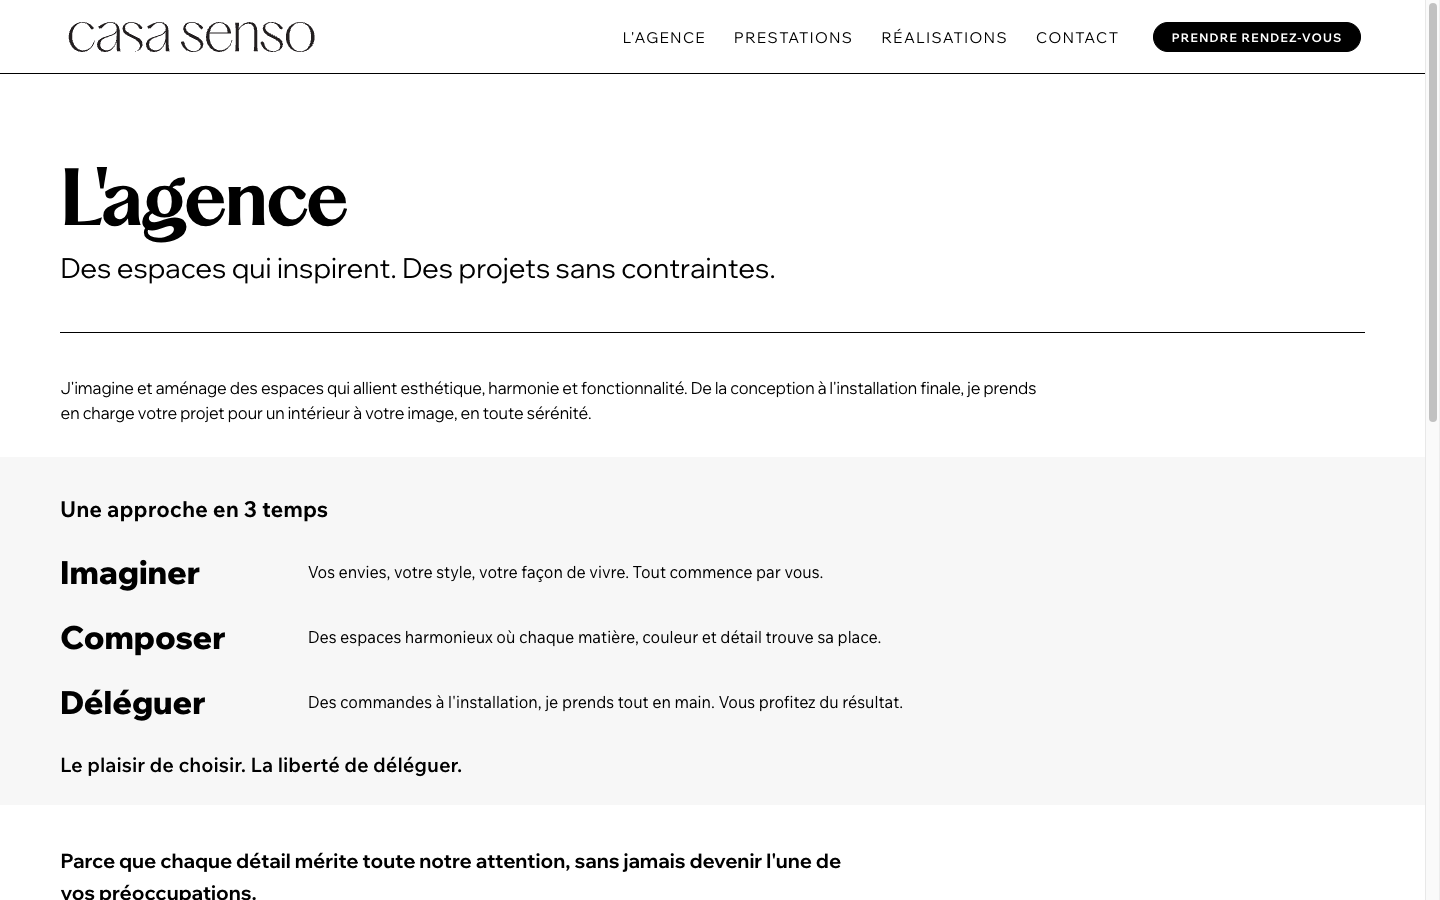 casa senso
L'AGENCE PRESTATIONS RÉALISATIONS CONTACT PRENDRE RENDEZ-VOUS
L'agence
Des espaces qui inspirent. Des projets sans contraintes.
J'imagine et aménage des espaces qui allient esthétique, harmonie et fonctionnalité. De la conception à l'installation finale, je prends
en charge votre projet pour un intérieur à votre image, en toute sérénité.
Une approche en 3 temps
Imaginer
Vos envies, votre style, votre façon de vivre. Tout commence par vous.
Composer
Des espaces harmonieux où chaque matière, couleur et détail trouve sa place.
Déléguer
Des commandes à l'installation, je prends tout en main. Vous profitez du résultat.
Le plaisir de choisir. La liberté de déléguer.
Parce que chaque détail mérite toute notre attention, sans jamais devenir l'une de
vos préoccupations.